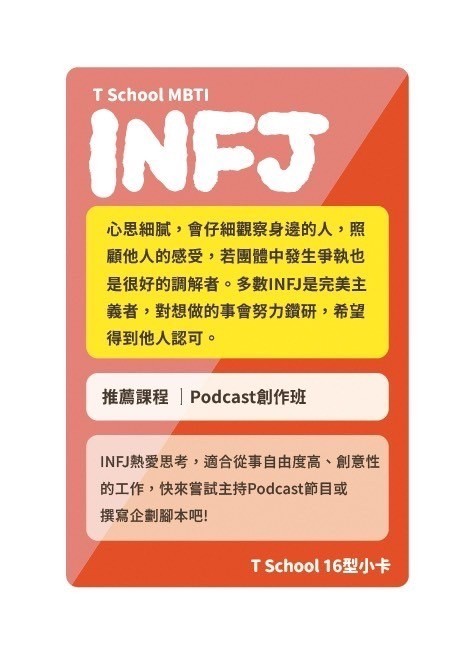 T School MBTI
INFJ
心思細膩，會仔細觀察身邊的人，照
顧他人的感受，若團體中發生爭執也
是很好的調解者。多數INFJ是完美主
義者，對想做的事會努力鑽研，希望
得到他人認可。
推薦課程｜Podcast創作班
INFJ熱愛思考，適合從事自由度高、創意性
的工作，快來嘗試主持Podcast節目或
撰寫企劃腳本吧!
T School 16型小卡